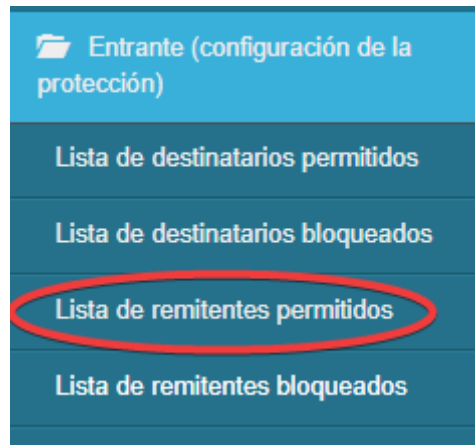 Entrante (configuración de la
protección)
Lista de destinatarios permitidos
Lista de destinatarios bloqueados
Lista de remitentes permitidos
Lista de remitentes bloqueados